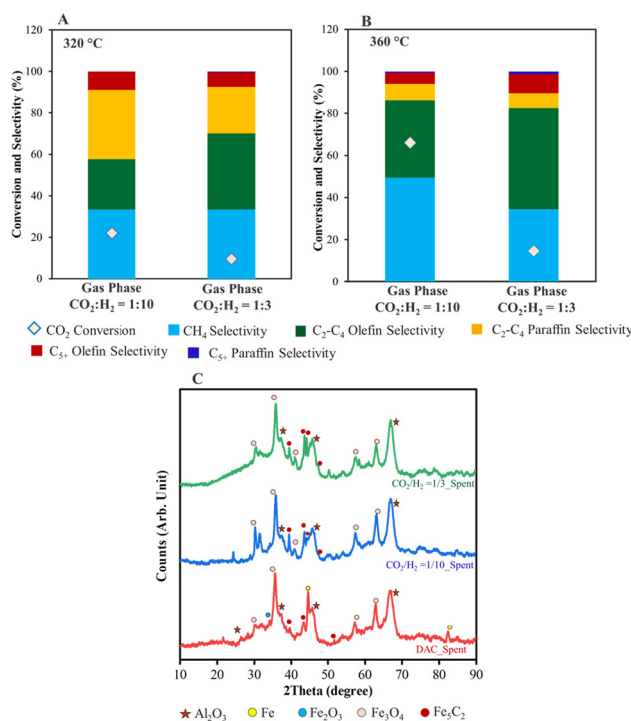 A
B
320 °C
360 °C
Conversion and Selectivity (%)
120
100
80
60
40
20
0
Gas Phase
CO₂:H₂ = 1:10
Gas Phase
CO₂:H₂ = 1:3
Conversion and Selectivity (%)
120
100
80
60
40
20
0
Gas Phase
CO₂:H₂ = 1:10
Gas Phase
CO₂:H₂ = 1:3
CO₂ Conversion
CH₄ Selectivity
C₂-C₄ Olefin Selectivity
C₂-C₄ Paraffin Selectivity
C₅₊ Olefin Selectivity
C₅₊ Paraffin Selectivity
C
Counts (Arb. Unit)
CO₂/H₂ =1/3_Spent
CO₂/H₂ =1/10_Spent
DAC_Spent
10 20 30 40 50 60 70 80 90
2Theta (degree)
Al₂O₃ Fe Fe₂O₃ Fe₃O₄ Fe₅C₂